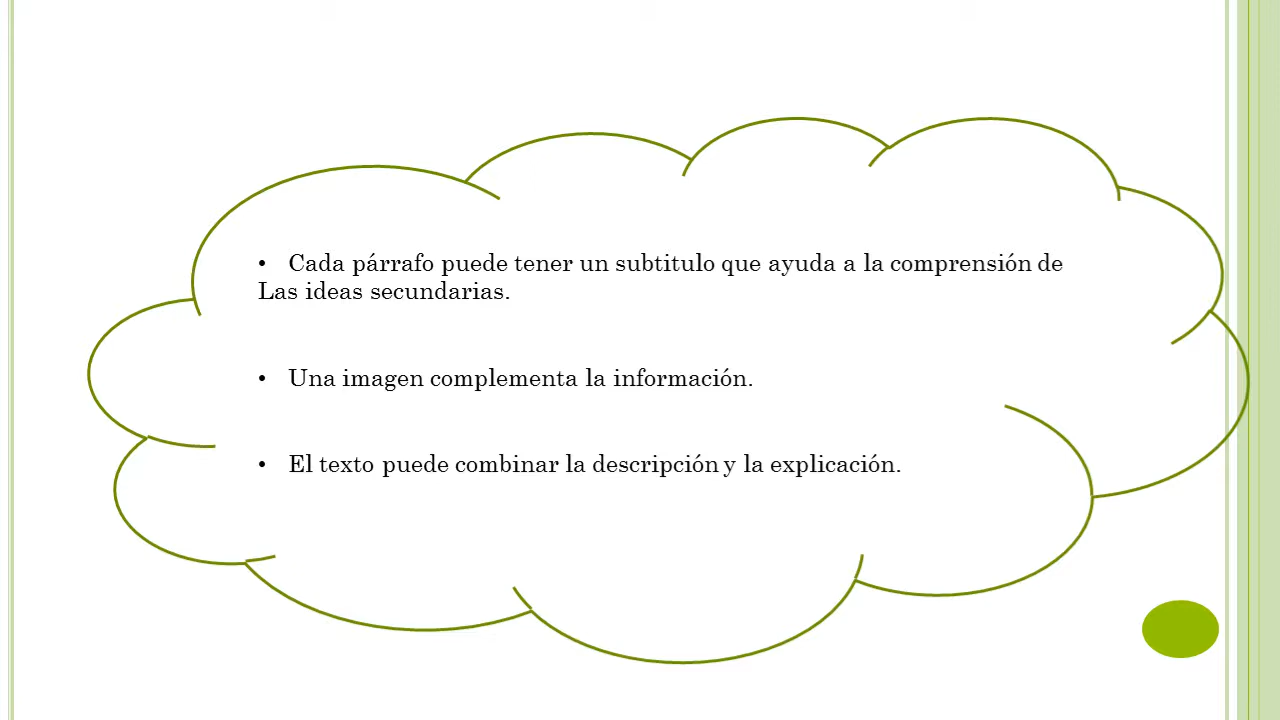 • Cada párrafo puede tener un subtitulo que ayuda a la comprensión de
Las ideas secundarias.
• Una imagen complementa la información.
• El texto puede combinar la descripción y la explicación.